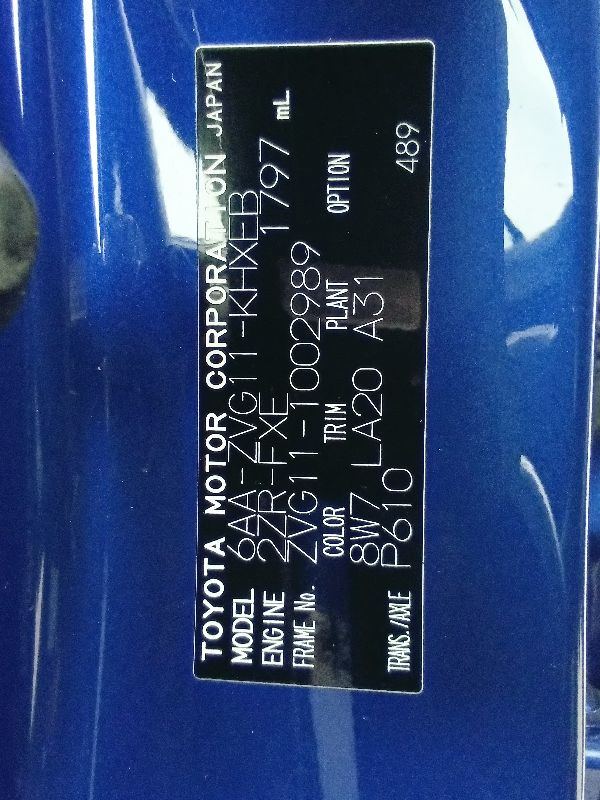 TOYOTA MOTOR CORPORATION JAPAN
MODEL 6AA-ZVG11-KHXEB
ENGINE 2ZR-FXE 1797 mL
FRAME No. ZVG11-1002989
COLOR TRIM PLANT OPTION
8W7 LA20 A31
TRANS./AXLE P610 489